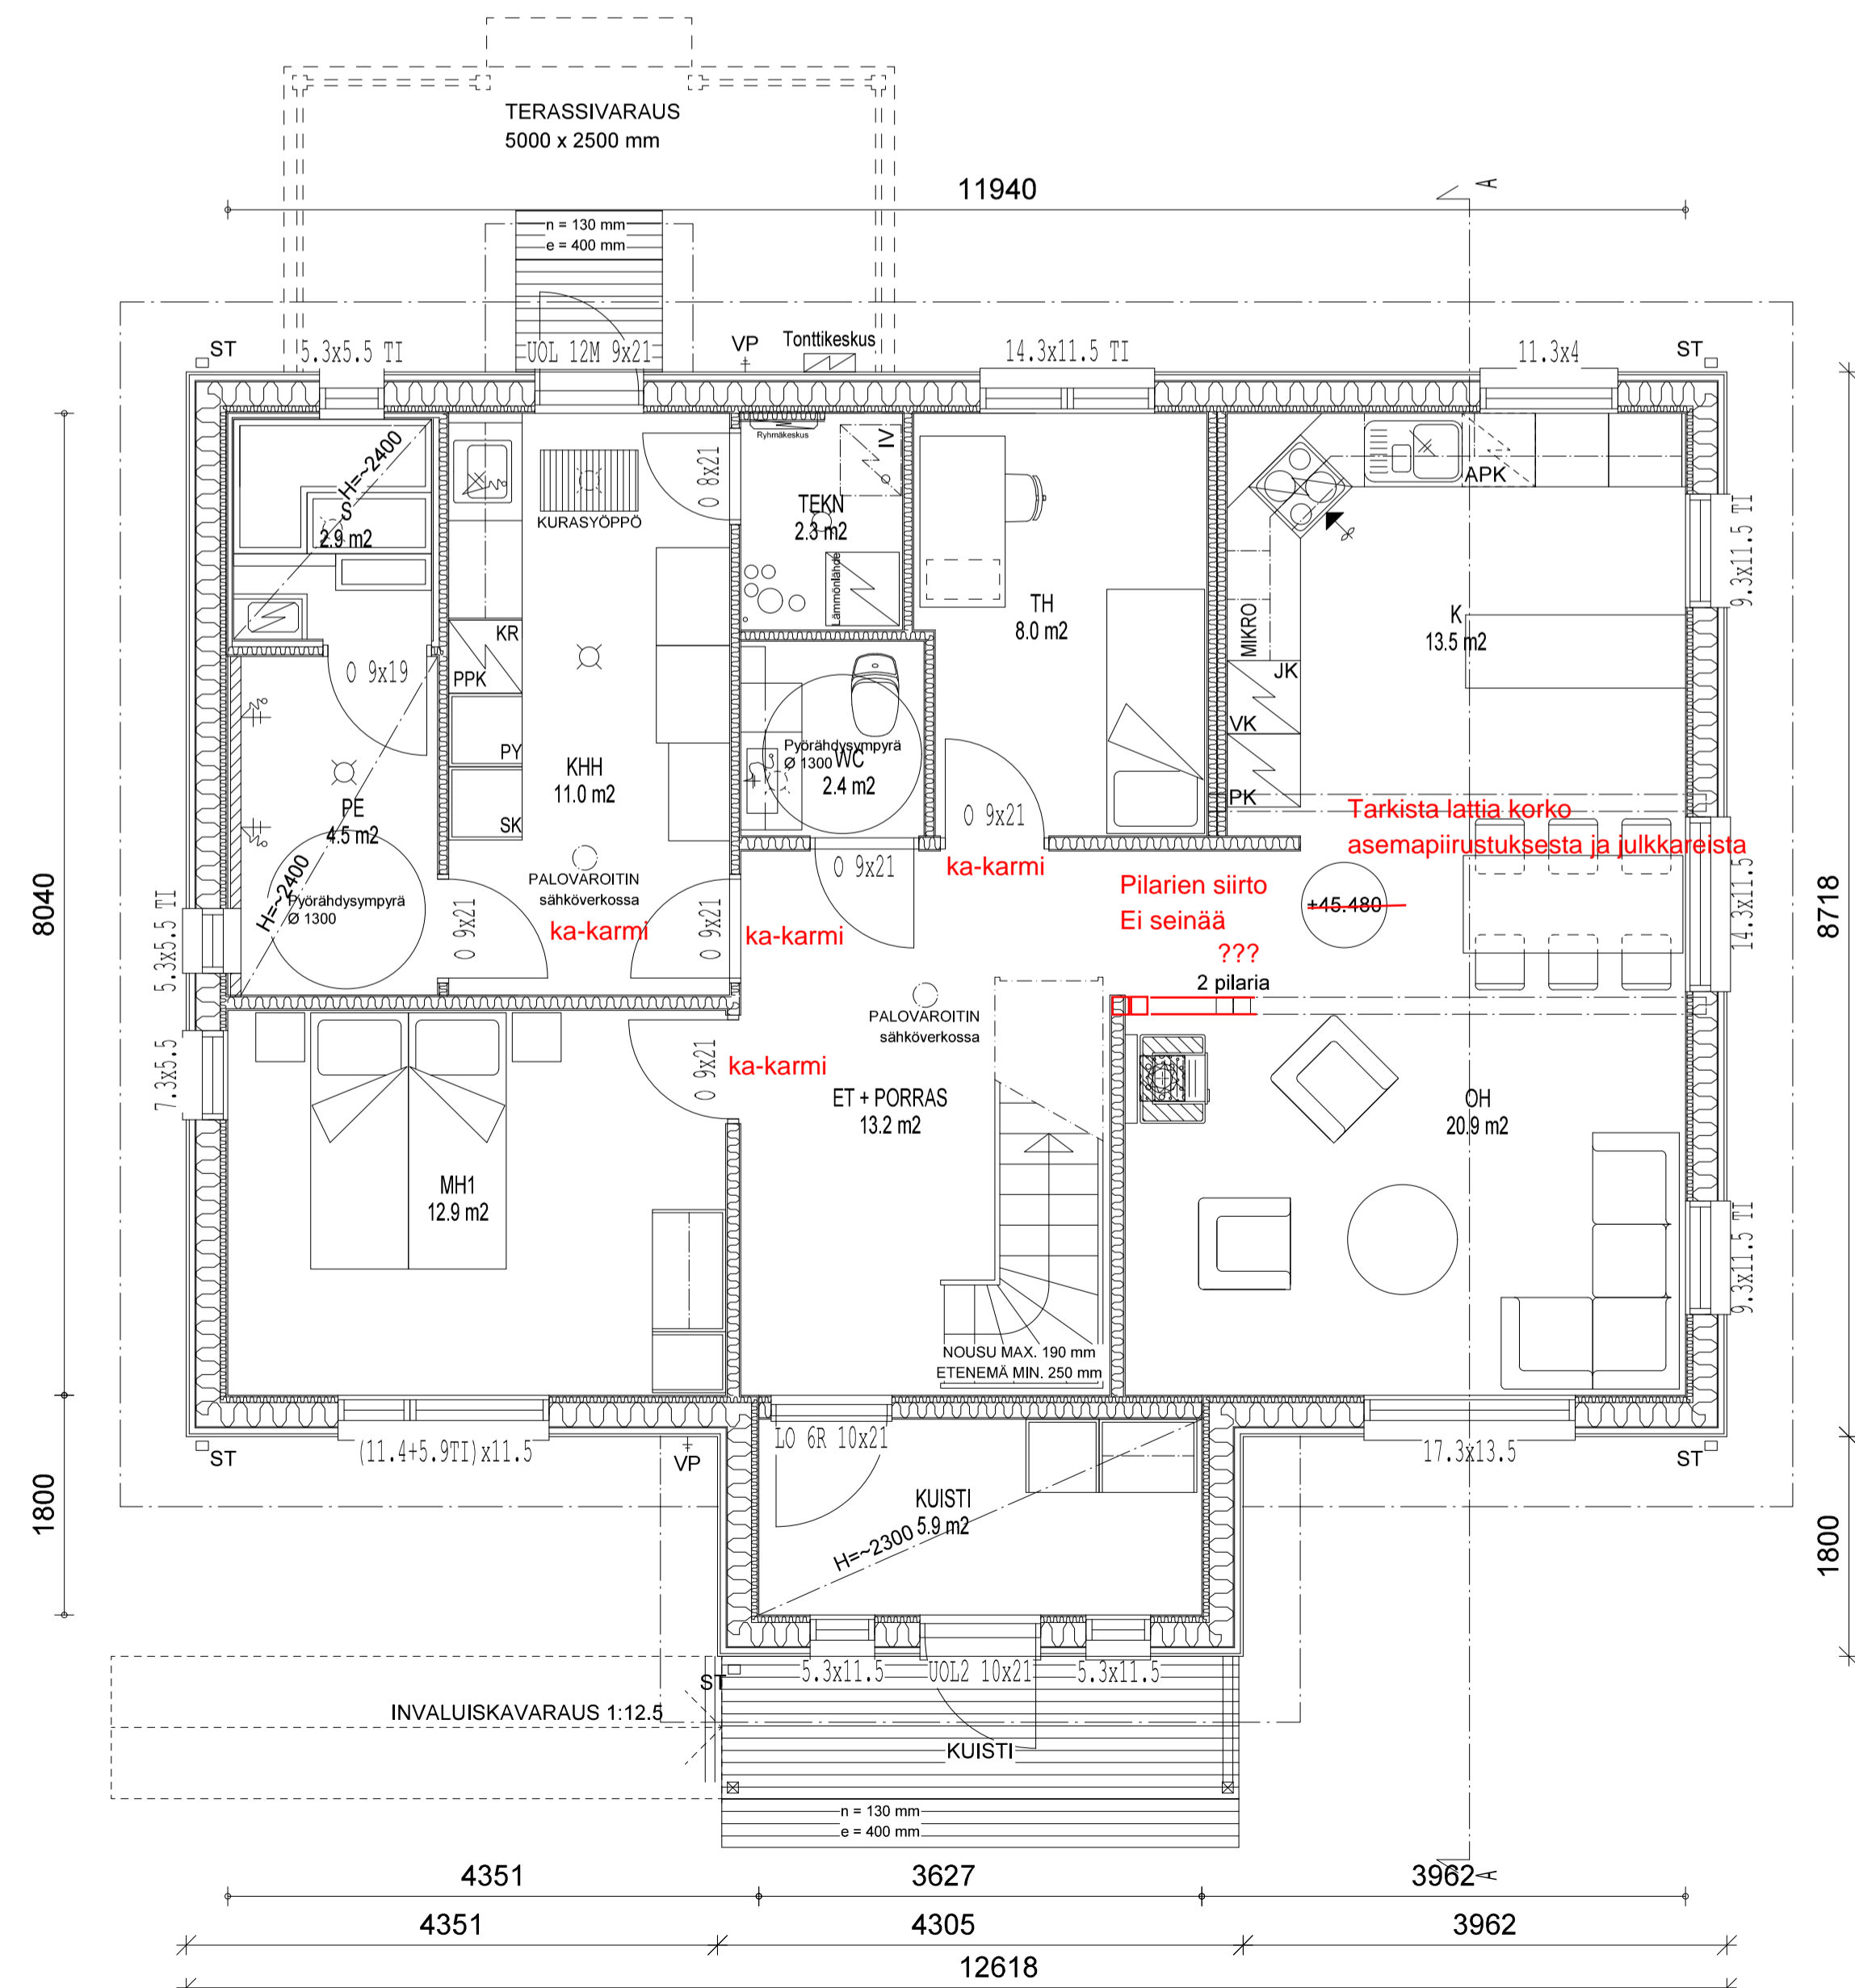 TERASSIVARAUS
5000 x 2500 mm
11940
A
n = 130 mm
e = 400 mm
ST
5.3x5.5 TI
UOL 12M 9x21
VP
Tonttikeskus
14.3x11.5 TI
11.3x4
ST
H=~2400
S
2.9 m2
KURASYÖPPÖ
O 8x21
Ryhmäkeskus
IV
TEKN
2.3 m2
Lämmönlähde
APK
9.3x11.5 TI
TH
8.0 m2
K
13.5 m2
MIKRO
KR
PPK
O 9x19
JK
VK
PY
Pyörähdysympyrä
Ø 1300
WC
2.4 m2
KHH
11.0 m2
PK
PE
4.5 m2
SK
O 9x21
Tarkista lattia korko
asemapiirustuksesta ja julkkareista
14.3x11.5
8040
8718
H=~2400
PALOVAROITIN
sähköverkossa
O 9x21
ka-karmi
Pilarien siirto
Ei seinää
???
2 pilaria
+45.480
Pyörähdysympyrä
Ø 1300
O 9x21
ka-karmi
O 9x21
ka-karmi
5.3x5.5 TI
7.3x5.5
PALOVAROITIN
sähköverkossa
O 9x21
ka-karmi
ET + PORRAS
13.2 m2
OH
20.9 m2
MH1
12.9 m2
9.3x11.5 TI
NOUSU MAX. 190 mm
ETENEMÄ MIN. 250 mm
ST
(11.4+5.9TI)x11.5
VP
LO 6R 10x21
17.3x13.5
ST
1800
KUISTI
5.9 m2
H=~2300
1800
ST
5.3x11.5
UOL2 10x21
5.3x11.5
INVALUISKAVARAUS 1:12.5
KUISTI
n = 130 mm
e = 400 mm
4351
3627
3962
A
4351
4305
3962
12618